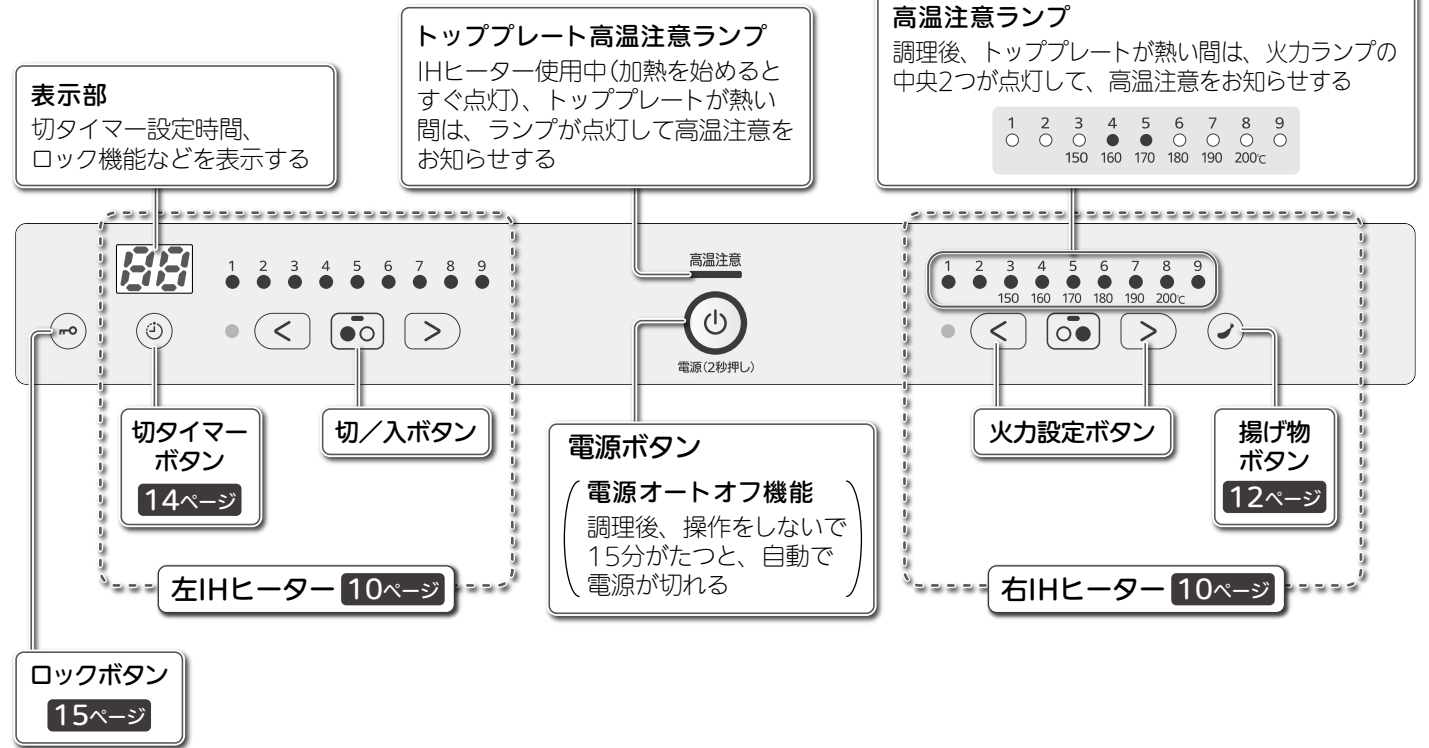 高温注意ランプ
調理後、トッププレートが熱い間は、火力ランプの
中央2つが点灯して、高温注意をお知らせする
1 2 3 4 5 6 7 8 9
150 160 170 180 190 200℃
トッププレート高温注意ランプ
IHヒーター使用中（加熱を始めると
すぐ点灯）、トッププレートが熱い
間は、ランプが点灯して高温注意を
お知らせする
表示部
切タイマー設定時間、
ロック機能などを表示する
88
1 2 3 4 5 6 7 8 9
高温注意
電源（2秒押し）
1 2 3 4 5 6 7 8 9
150 160 170 180 190 200℃
< >
< >
切タイマー
ボタン
14ページ
切／入ボタン
電源ボタン
電源オートオフ機能
調理後、操作をしないで
15分がたつと、自動で
電源が切れる
火力設定ボタン
揚げ物
ボタン
12ページ
左IHヒーター 10ページ
右IHヒーター 10ページ
ロックボタン
15ページ